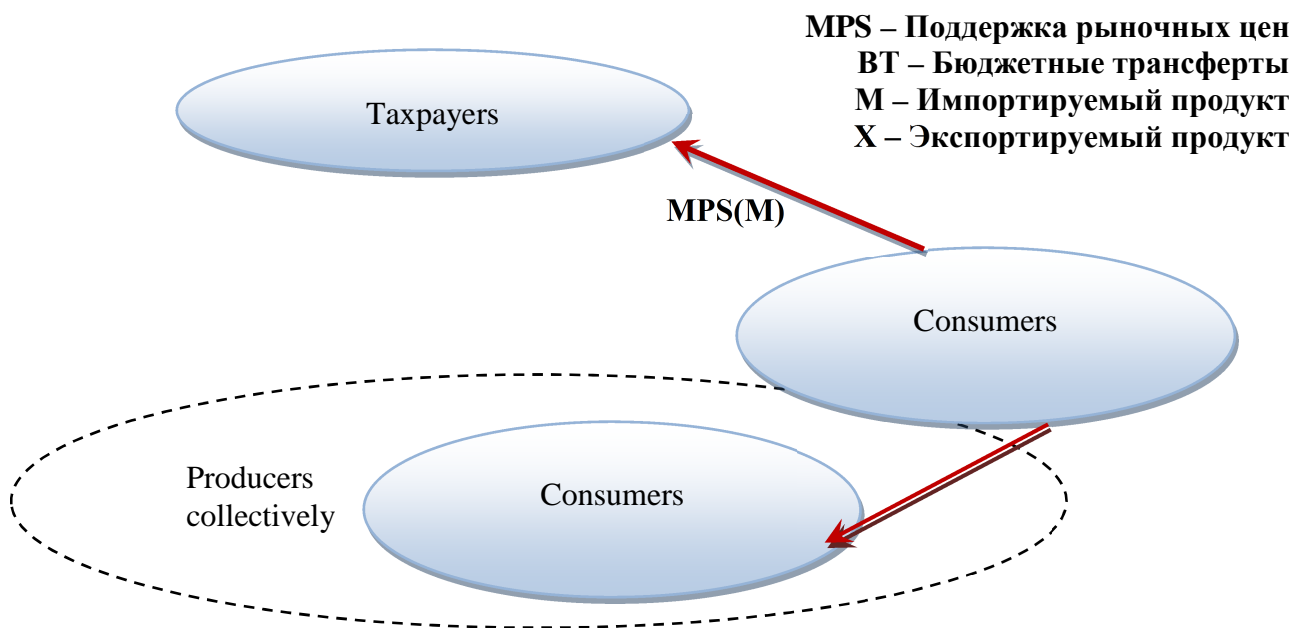 MPS – Поддержка рыночных цен
BT – Бюджетные трансферты
M – Импортируемый продукт
X – Экспортируемый продукт
Taxpayers
MPS(M)
Consumers
Producers
collectively
Consumers